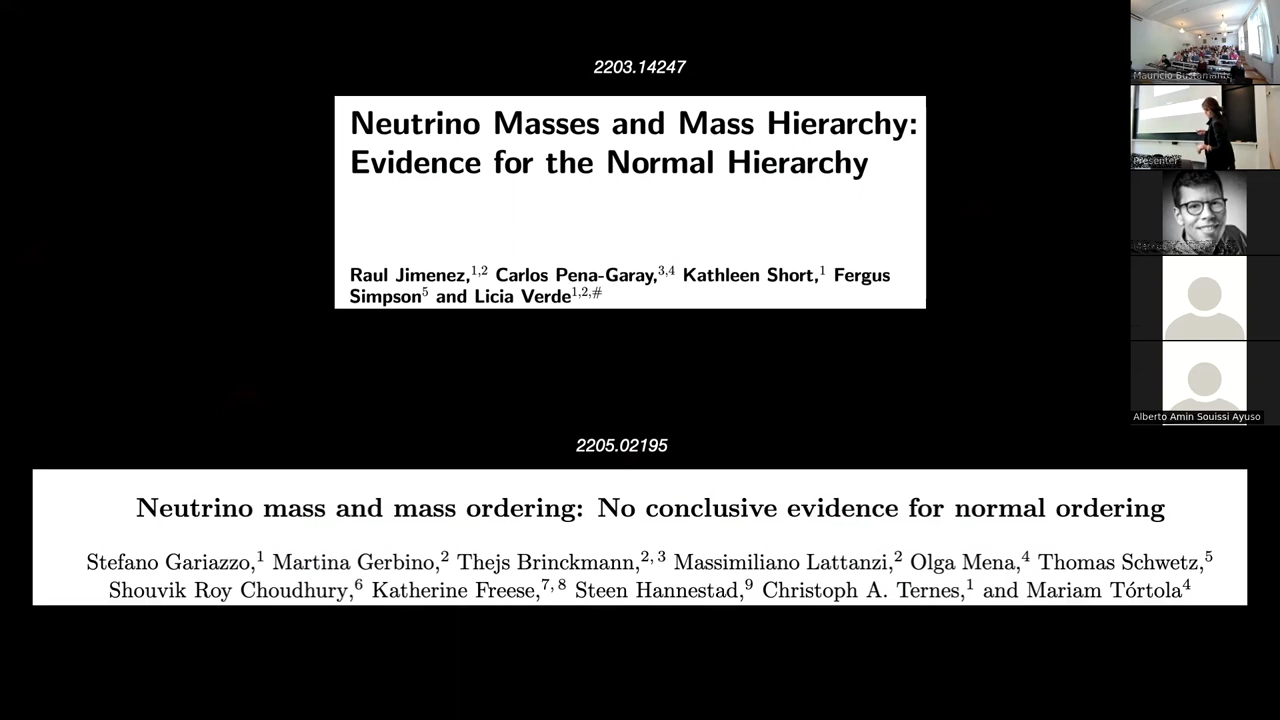 2203.14247
Neutrino Masses and Mass Hierarchy:
Evidence for the Normal Hierarchy
Raul Jimenez,1,2 Carlos Pena-Garay,3,4 Kathleen Short,1 Fergus
Simpson5 and Licia Verde1,2,#
2205.02195
Neutrino mass and mass ordering: No conclusive evidence for normal ordering
Stefano Gariazzo,1 Martina Gerbino,2 Thejs Brinckmann,2,3 Massimiliano Lattanzi,2 Olga Mena,4 Thomas Schwetz,5
Shouvik Roy Choudhury,6 Katherine Freese,7,8 Steen Hannestad,9 Christoph A. Ternes,1 and Mariam Tórtola4
Mauricio Bustamante
Presenter
Alberto Amin Souissi Ayuso